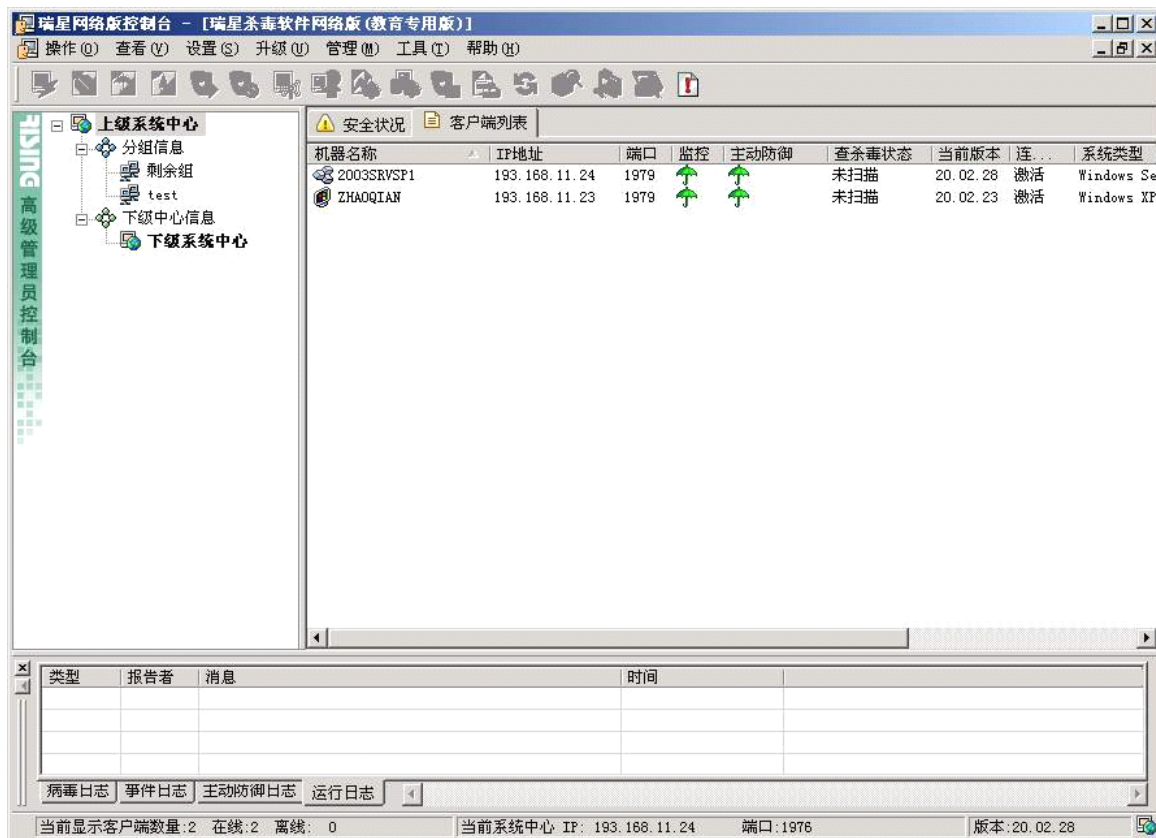 瑞星网络版控制台 - [瑞星杀毒软件网络版(教育专用版)]
操作(O) 查看(V) 设置(S) 升级(U) 管理(M) 工具(T) 帮助(H)
RISING 高级管理员控制台
上级系统中心
分组信息
剩余组
test
下级中心信息
下级系统中心
安全状况 客户端列表
机器名称 IP地址 端口 监控 主动防御 查杀毒状态 当前版本 连... 系统类型
2003SRVSP1 193.168.11.24 1979 未扫描 20.02.28 激活 Windows Se
ZHAOQIAN 193.168.11.23 1979 未扫描 20.02.23 激活 Windows XP
类型 报告者 消息 时间
病毒日志 事件日志 主动防御日志 运行日志
当前显示客户端数量:2 在线:2 离线: 0 当前系统中心 IP: 193.168.11.24 端口:1976 版本:20.02.28